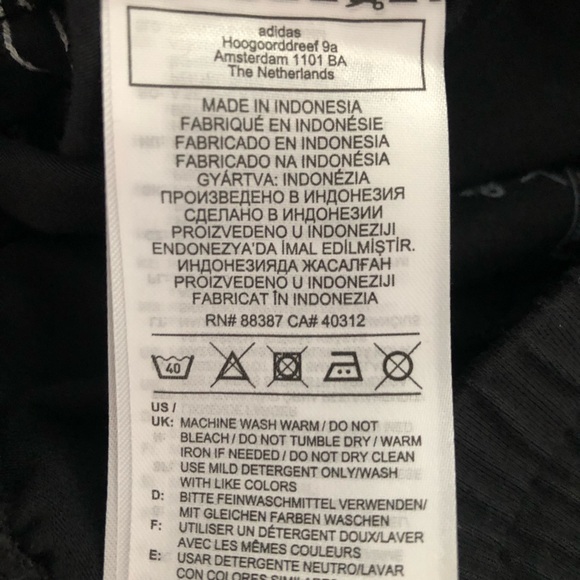 adidas
Hoogoorddreef 9a
Amsterdam 1101 BA
The Netherlands
MADE IN INDONESIA
FABRIQUÉ EN INDONÉSIE
FABRICADO EN INDONESIA
FABRICADO NA INDONÉSIA
GYÁRTVA: INDONÉZIA
ПРОИЗВЕДЕНО В ИНДОНЕЗИЯ
СДЕЛАНО В ИНДОНЕЗИИ
PROIZVEDENO U INDONEZIJI
ENDONEZYA'DA İMAL EDİLMİŞTİR.
ИНДОНЕЗИЯДА ЖАСАЛҒАН
PROIZVEDENO U INDONEZIJI
FABRICAT ÎN INDONEZIA
RN# 88387 CA# 40312
40
US /
UK: MACHINE WASH WARM / DO NOT
BLEACH / DO NOT TUMBLE DRY / WARM
IRON IF NEEDED / DO NOT DRY CLEAN
USE MILD DETERGENT ONLY/WASH
WITH LIKE COLORS
D: BITTE FEINWASCHMITTEL VERWENDEN/
MIT GLEICHEN FARBEN WASCHEN
F: UTILISER UN DÉTERGENT DOUX/LAVER
AVEC LES MÊMES COULEURS
E: USAR DETERGENTE NEUTRO/LAVAR
CON COLORES